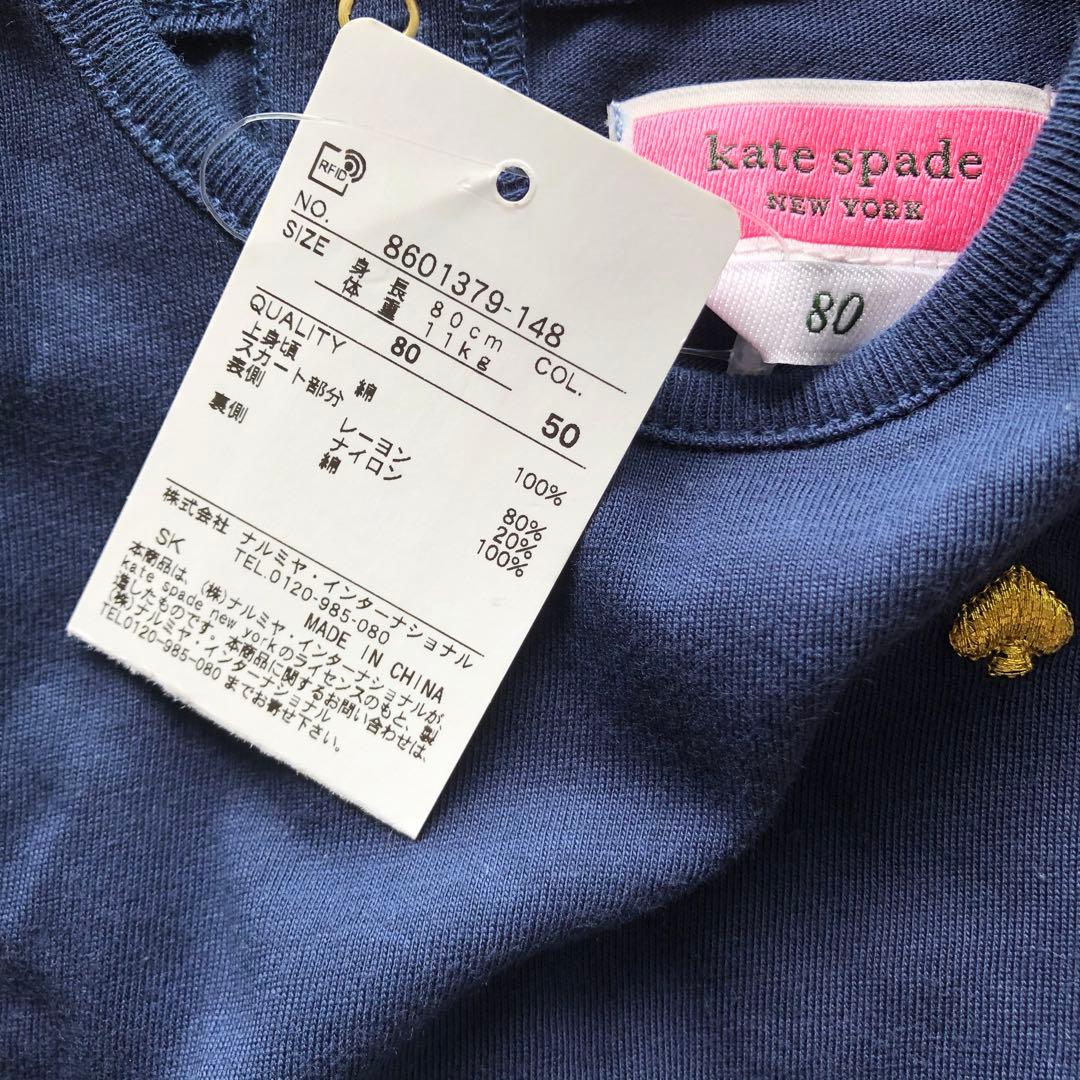 RFID
NO. 8601379-148
SIZE 身長 80cm COL.
体重 11kg
80 50
QUALITY
上身頃 綿 100%
スカート部分
表側 レーヨン 80%
ナイロン 20%
裏側 綿 100%
株式会社 ナルミヤ・インターナショナル
SK TEL.0120-985-080
MADE IN CHINA
本商品は、(株)ナルミヤ・インターナショナルが、
kate spade new yorkのライセンスのもと、製
造したものです。本商品に関するお問い合わせは、
(株)ナルミヤ・インターナショナル
TEL0120-985-080 までお寄せ下さい。
kate spade
NEW YORK
80